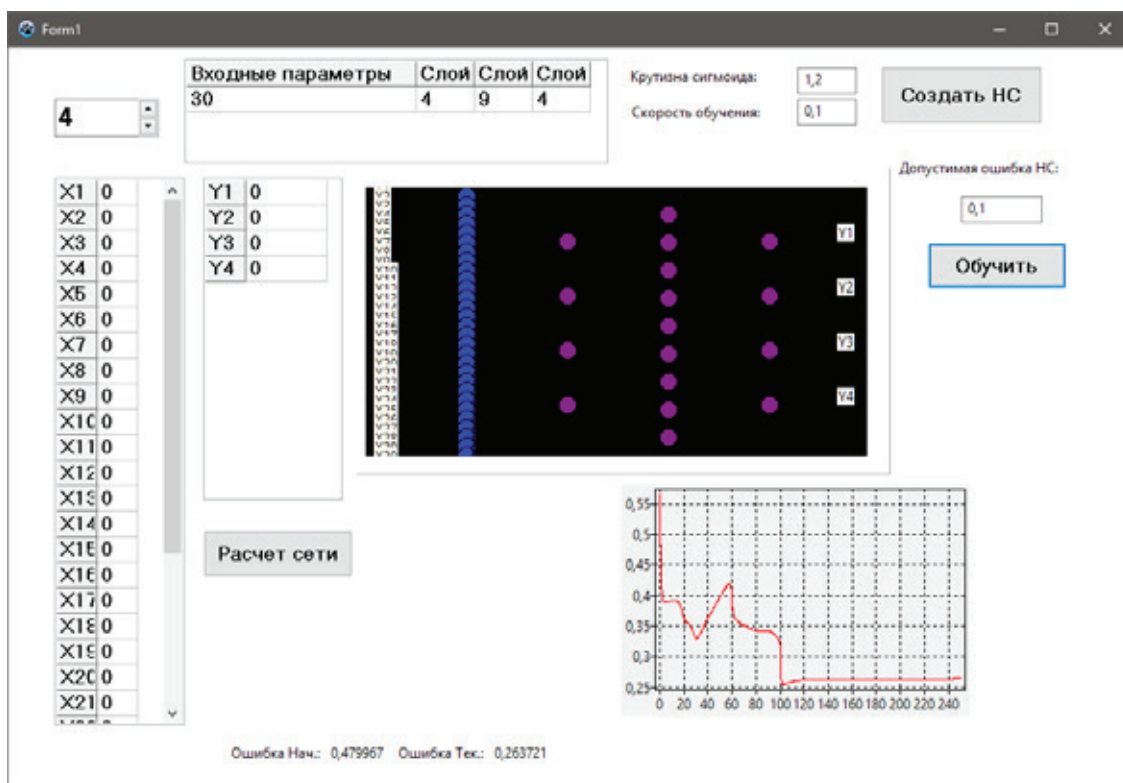 Form1
Входные параметры Слой Слой Слой
30 4 9 4
4
Крутизна сигмоида: 1,2
Скорость обучения: 0,1
Создать НС
Допустимая ошибка НС:
0,1
Обучить
X1 0
X2 0
X3 0
X4 0
X5 0
X6 0
X7 0
X8 0
X9 0
X10 0
X11 0
X12 0
X13 0
X14 0
X15 0
X16 0
X17 0
X18 0
X19 0
X20 0
X21 0
Y1 0
Y2 0
Y3 0
Y4 0
Y1
Y2
Y3
Y4
Расчет сети
0,55
0,5
0,45
0,4
0,35
0,3
0,25
0 20 40 60 80 100 120 140 160 180 200 220 240
Ошибка Нач.: 0,479967 Ошибка Тек.: 0,263721